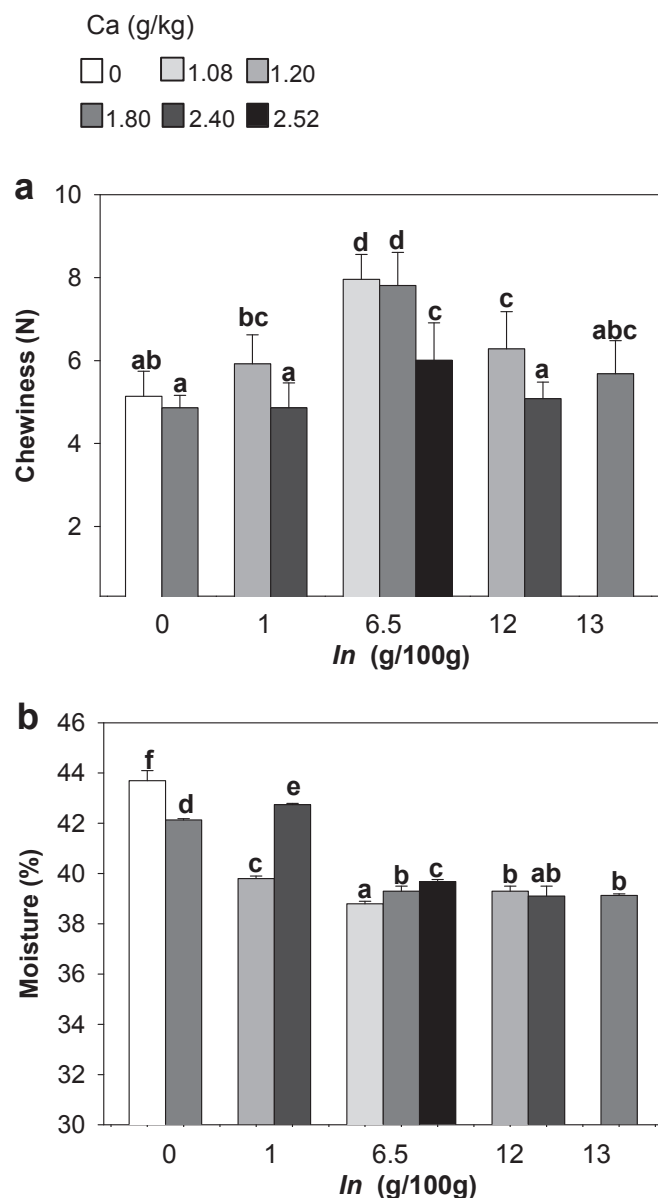 Ca (g/kg)
0 1.08 1.20
1.80 2.40 2.52
a
10
8
6
4
2
Chewiness (N)
ab a bc a d d c c a abc
0 1 6.5 12 13
In (g/100g)
b
46
44
42
40
38
36
34
32
30
Moisture (%)
f d c e a b c b ab b
0 1 6.5 12 13
In (g/100g)